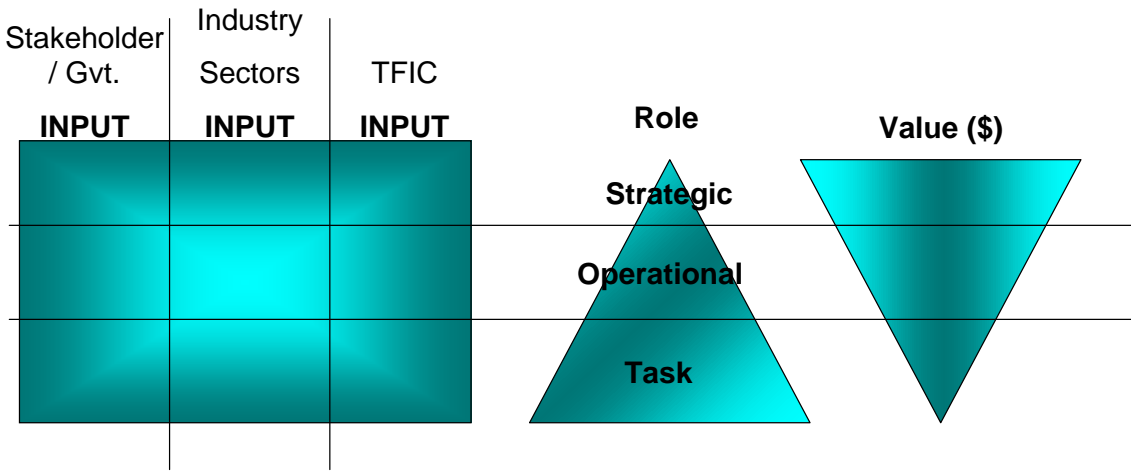 Stakeholder
/ Gvt.
INPUT
Industry
Sectors
INPUT
TFIC
INPUT
Role
Strategic
Operational
Task
Value ($)